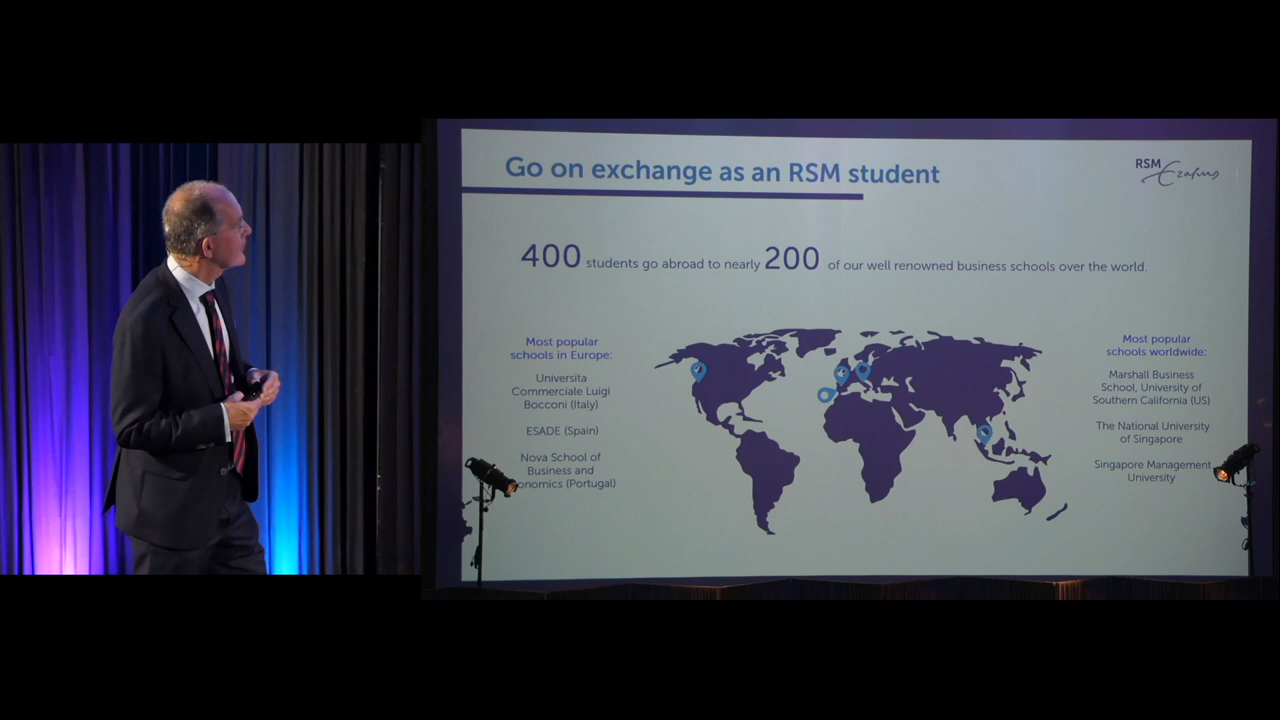 Go on exchange as an RSM student
RSM
Erasmus
400 students go abroad to nearly 200 of our well renowned business schools over the world.
Most popular
schools in Europe:
Universita
Commerciale Luigi
Bocconi (Italy)
ESADE (Spain)
Nova School of
Business and
onomics (Portugal)
Most popular
schools worldwide:
Marshall Business
School, University of
Southern California (US)
The National University
of Singapore
Singapore Management
University